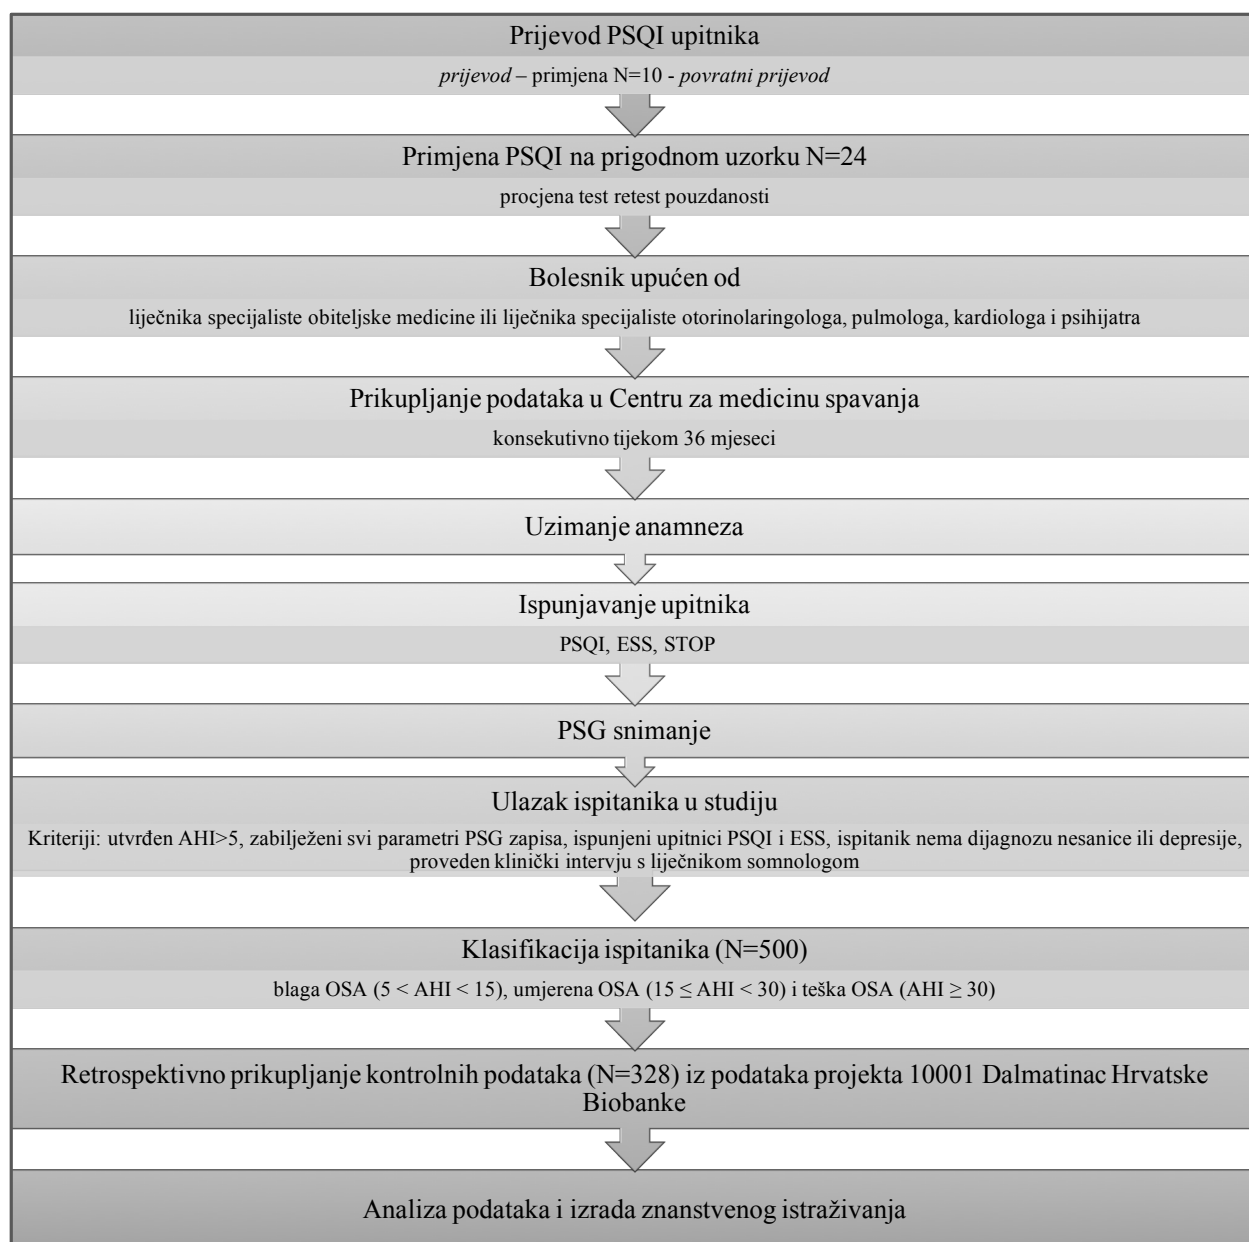 Prijevod PSQI upitnika
prijevod – primjena N=10 - povratni prijevod
Primjena PSQI na prigodnom uzorku N=24
procjena test retest pouzdanosti
Bolesnik upućen od
liječnika specijaliste obiteljske medicine ili liječnika specijaliste otorinolaringologa, pulmologa, kardiologa i psihijatra
Prikupljanje podataka u Centru za medicinu spavanja
konsekutivno tijekom 36 mjeseci
Uzimanje anamneza
Ispunjavanje upitnika
PSQI, ESS, STOP
PSG snimanje
Ulazak ispitanika u studiju
Kriteriji: utvrđen AHI>5, zabilježeni svi parametri PSG zapisa, ispunjeni upitnici PSQI i ESS, ispitanik nema dijagnozu nesanice ili depresije,
proveden klinički intervju s liječnikom somnologom
Klasifikacija ispitanika (N=500)
blaga OSA (5 < AHI < 15), umjerena OSA (15 ≤ AHI < 30) i teška OSA (AHI ≥ 30)
Retrospektivno prikupljanje kontrolnih podataka (N=328) iz podataka projekta 10001 Dalmatinac Hrvatske
Biobanke
Analiza podataka i izrada znanstvenog istraživanja